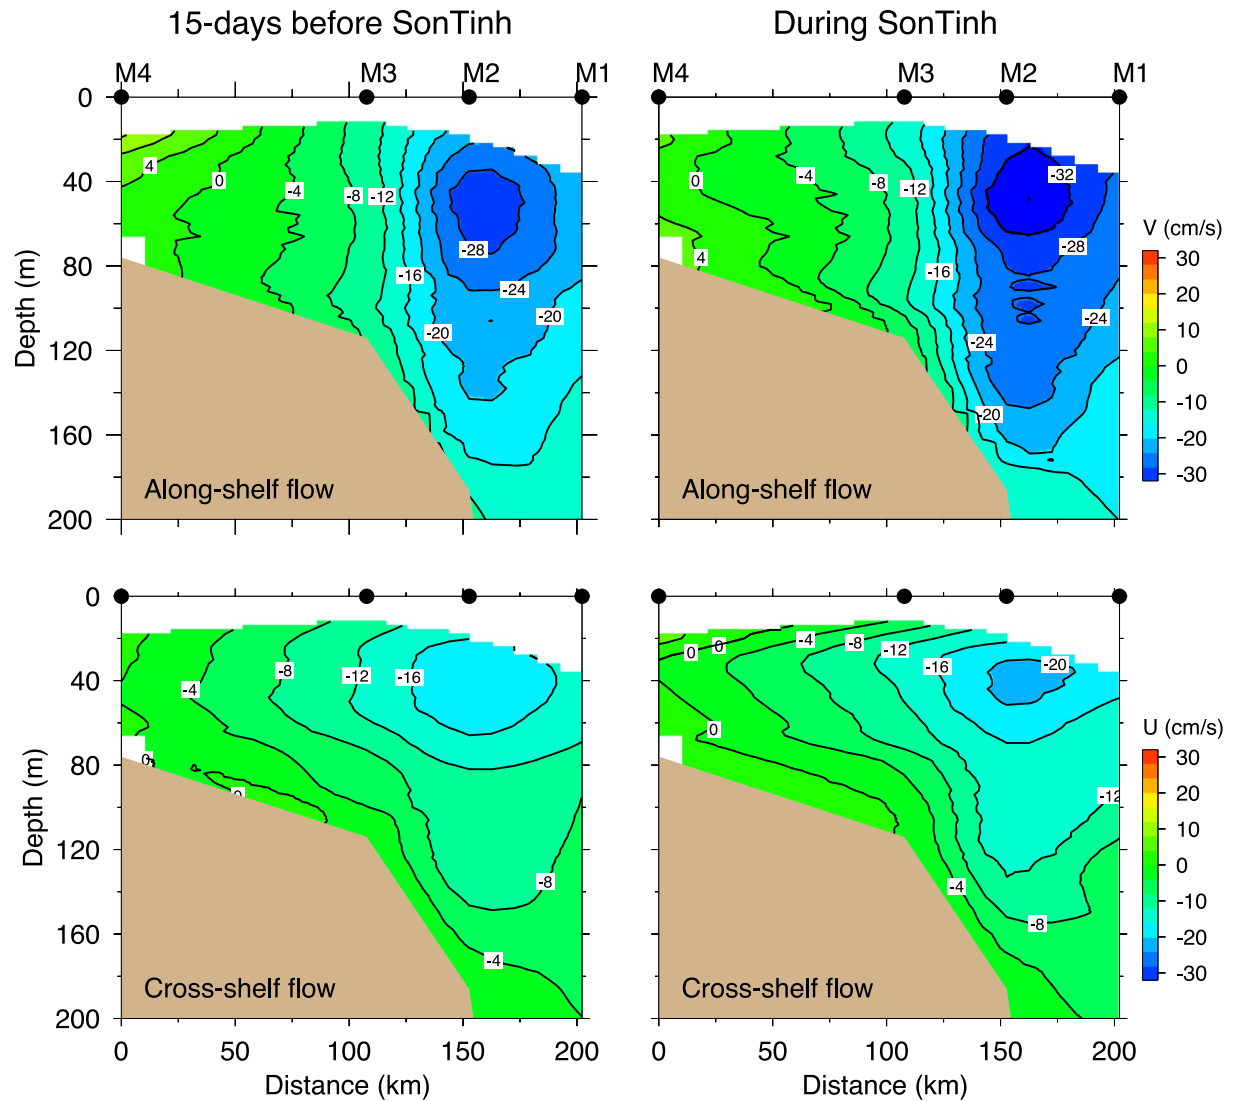 15-days before SonTinh
During SonTinh
M4 M3 M2 M1
M4 M3 M2 M1
0
40
80
120
160
200
Depth (m)
4 0 -4 -8 -12 -16 -20 -28 -24 -20
Along-shelf flow
0 4 -4 -8 -12 -16 -32 -28 -24 -24 -20
Along-shelf flow
V (cm/s)
30
20
10
0
-10
-20
-30
0
40
80
120
160
200
Depth (m)
-4 -8 -12 -16 0 0 -8 -4
Cross-shelf flow
0 50 100 150 200
Distance (km)
0 0 -4 -8 -12 -16 -20 0 -12 -4 -8
Cross-shelf flow
0 50 100 150 200
Distance (km)
U (cm/s)
30
20
10
0
-10
-20
-30